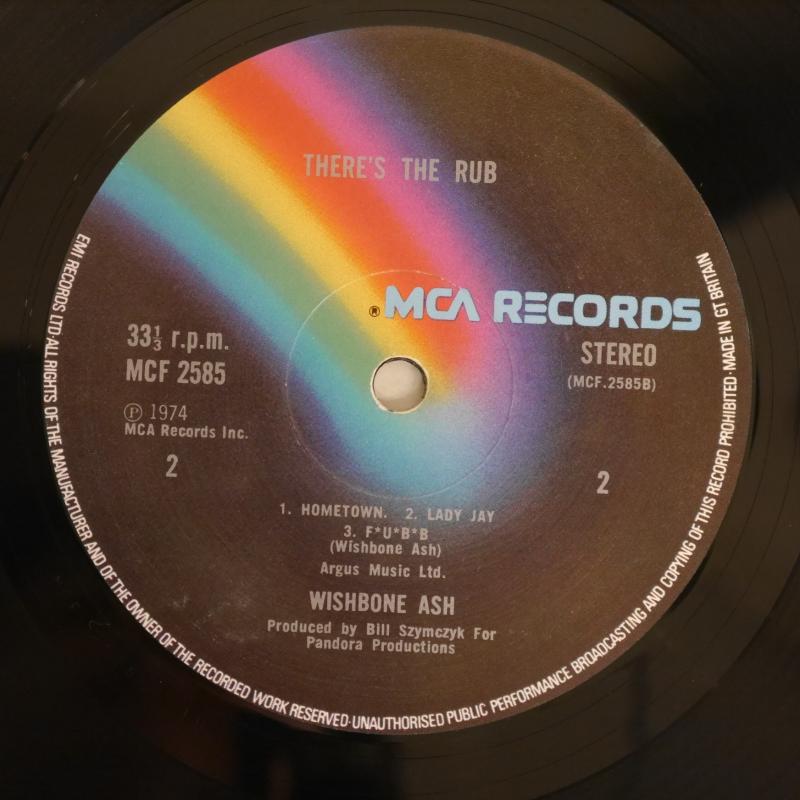 THERE'S THE RUB
® MCA RECORDS
33⅓ r.p.m.
MCF 2585
STEREO
(MCF.2585B)
Ⓟ 1974
MCA Records Inc.
2
2
1. HOMETOWN. 2. LADY JAY
3. F*U*B*B
(Wishbone Ash)
Argus Music Ltd.
WISHBONE ASH
Produced by Bill Szymczyk For
Pandora Productions
EMI RECORDS LTD·ALL RIGHTS OF THE MANUFACTURER AND OF THE OWNER OF THE RECORDED WORK RESERVED·UNAUTHORISED PUBLIC PERFORMANCE BROADCASTING AND COPYING OF THIS RECORD PROHIBITED·MADE IN GT BRITAIN